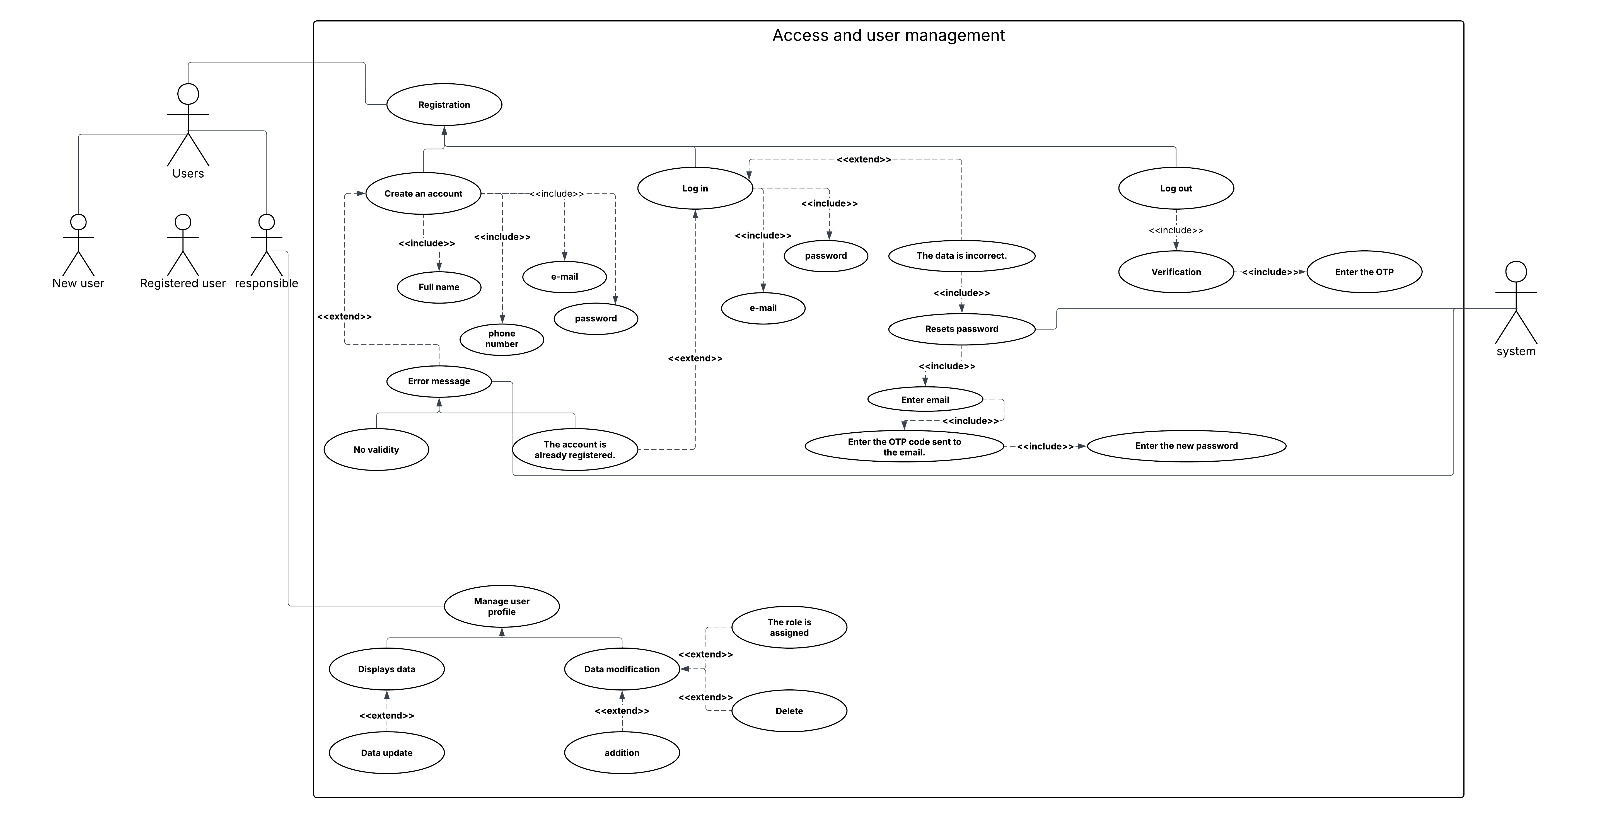 Access and user management
Registration
Users
<<extend>>
Create an account
<<include>>
Log in
Log out
<<include>>
<<include>>
<<include>>
<<include>>
<<include>>
<<include>>
password
The data is incorrect.
Verification
<<include>>
Enter the OTP
New user
Registered user
responsible
Full name
e-mail
<<include>>
e-mail
password
<<extend>>
phone
number
Resets password
system
<<extend>>
<<include>>
Error message
Enter email
<<include>>
No validity
The account is
already registered.
Enter the OTP code sent to
the email.
<<include>>
Enter the new password
Manage user
profile
The role is
assigned
<<extend>>
Displays data
Data modification
<<extend>>
<<extend>>
<<extend>>
Delete
Data update
addition